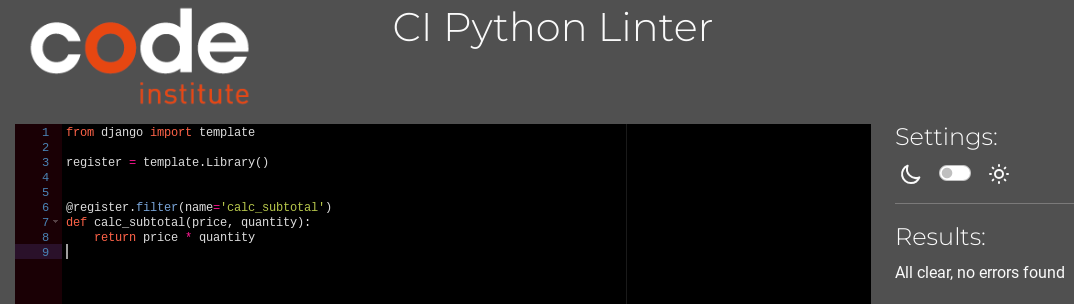 code
institute
CI Python Linter
1 from django import template
2
3 register = template.Library()
4
5
6 @register.filter(name='calc_subtotal')
7 def calc_subtotal(price, quantity):
8     return price * quantity
9
Settings:
Results:
All clear, no errors found